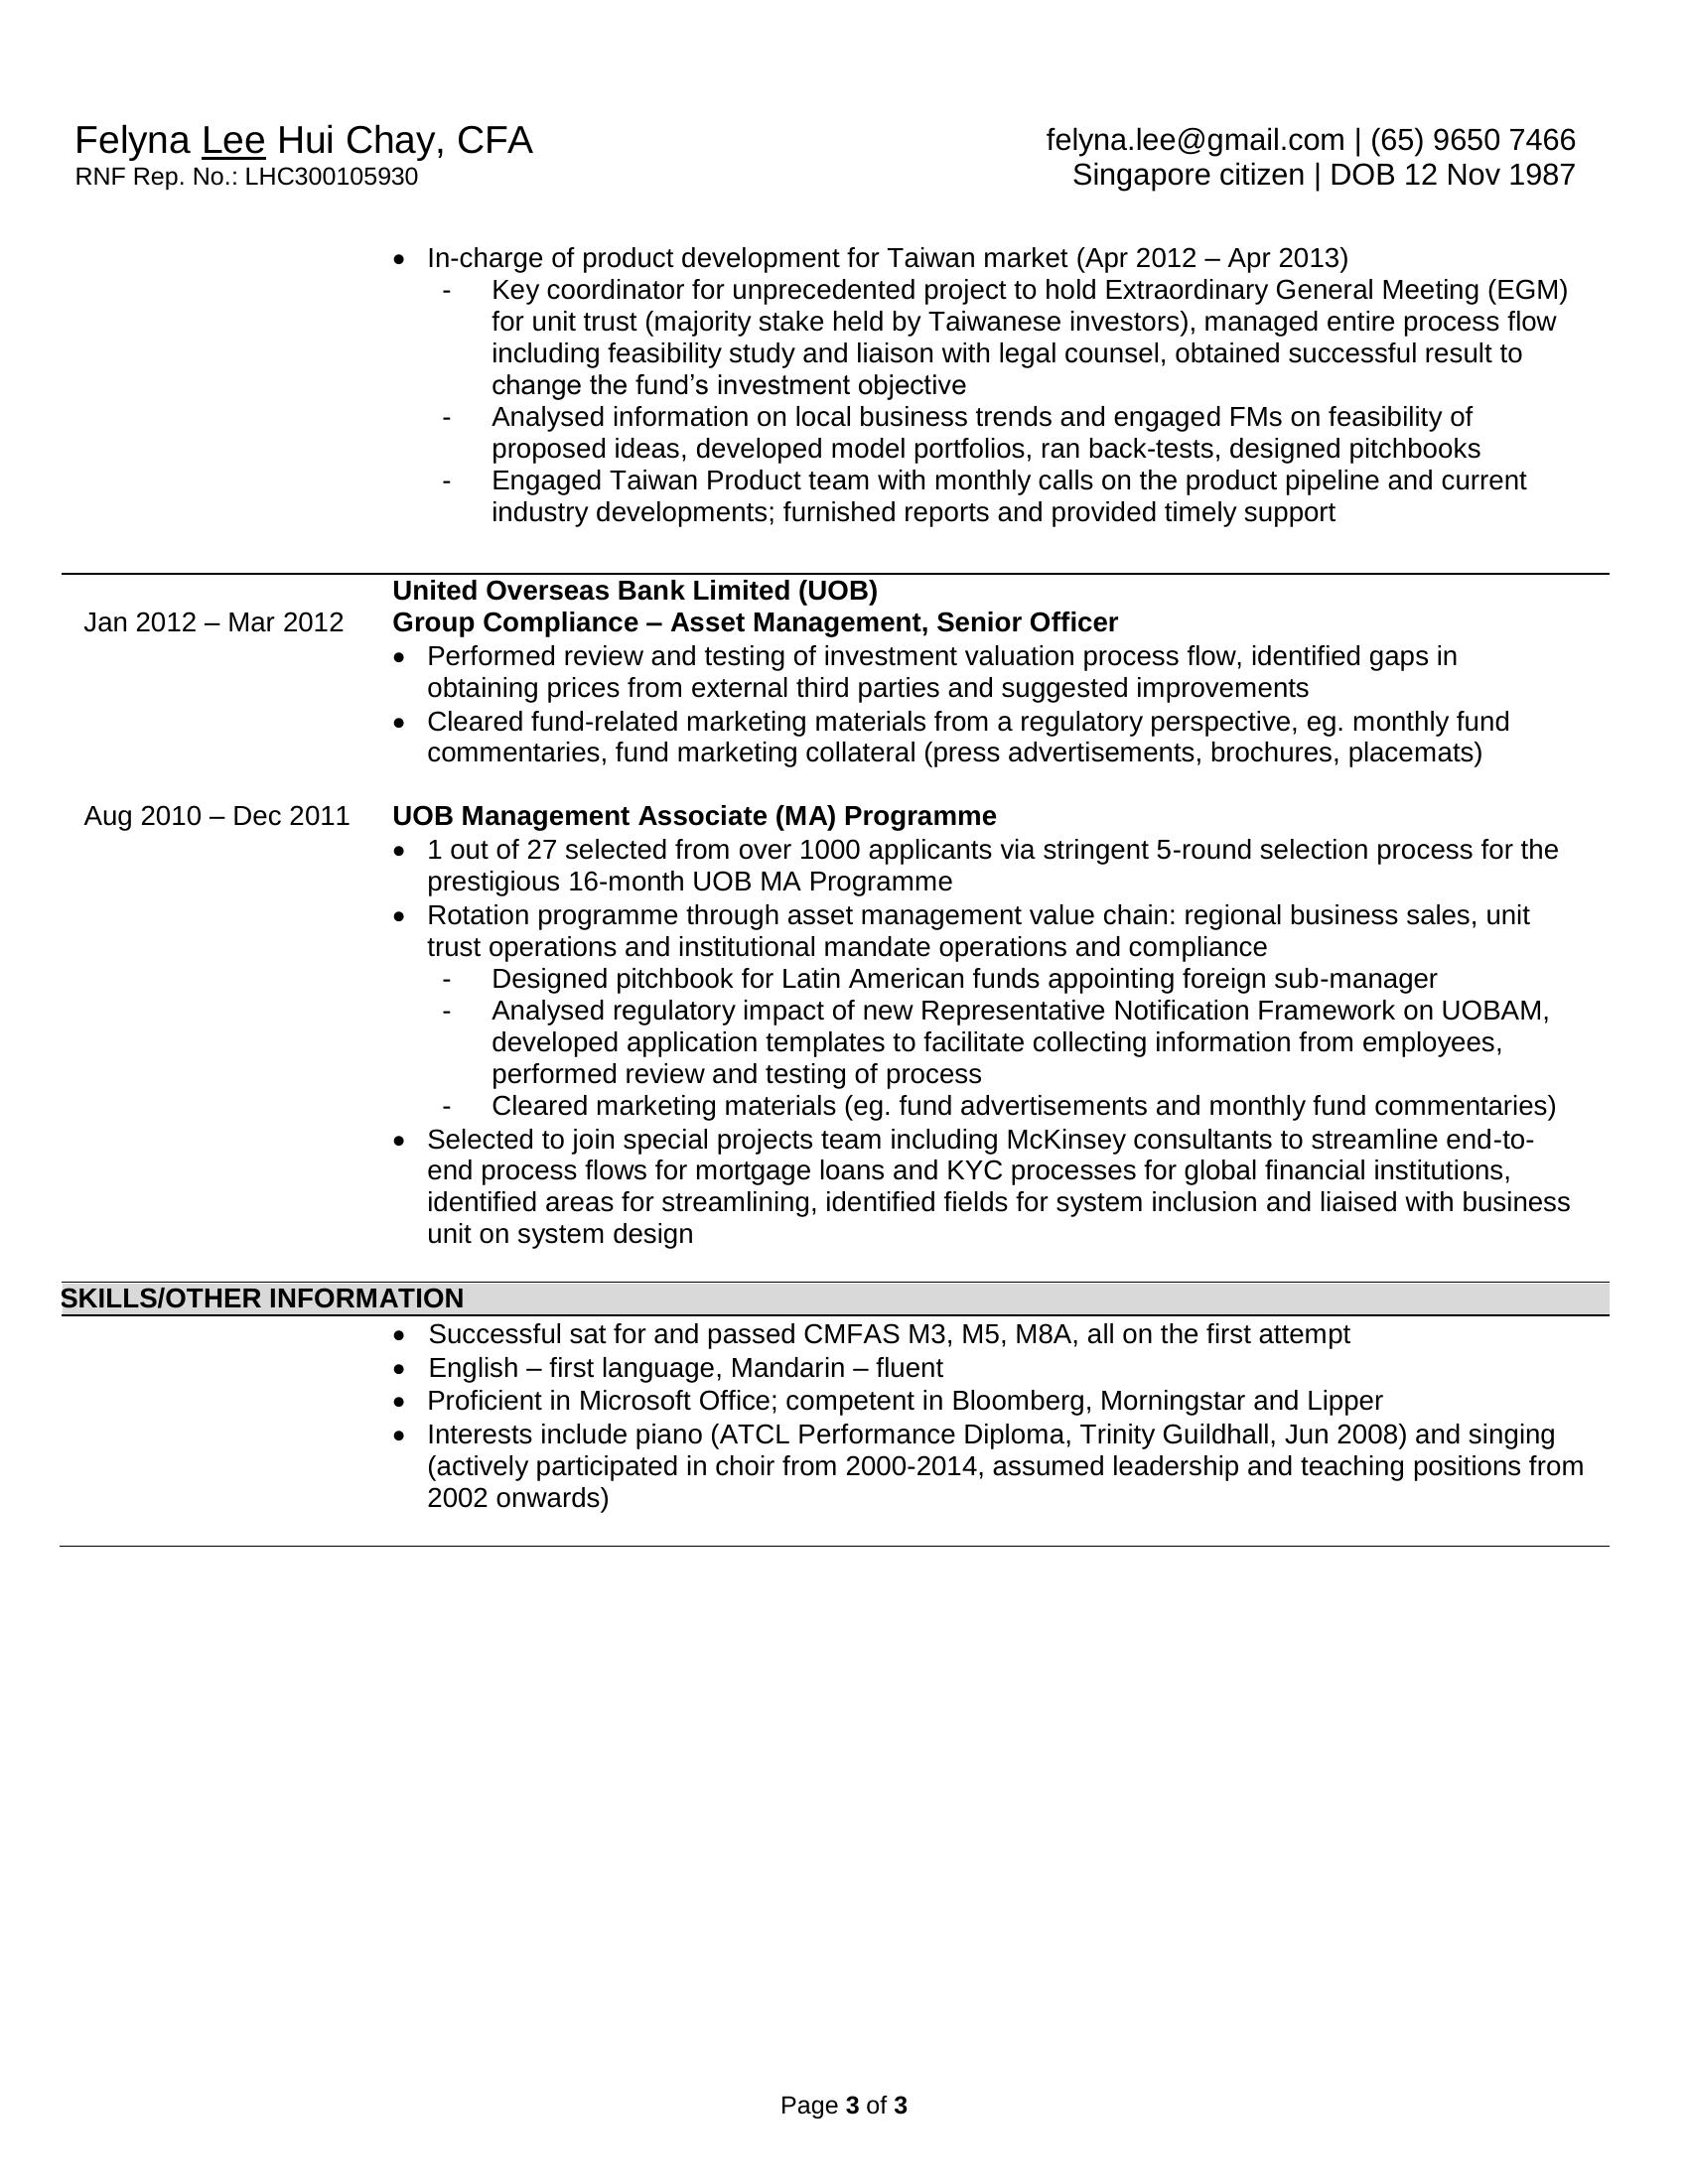 Felyna Lee Hui Chay, CFA
felyna.lee@gmail.com | (65) 9650 7466
RNF Rep. No.: LHC300105930
Singapore citizen | DOB 12 Nov 1987
• In-charge of product development for Taiwan market (Apr 2012 – Apr 2013)
- Key coordinator for unprecedented project to hold Extraordinary General Meeting (EGM)
for unit trust (majority stake held by Taiwanese investors), managed entire process flow
including feasibility study and liaison with legal counsel, obtained successful result to
change the fund’s investment objective
- Analysed information on local business trends and engaged FMs on feasibility of
proposed ideas, developed model portfolios, ran back-tests, designed pitchbooks
- Engaged Taiwan Product team with monthly calls on the product pipeline and current
industry developments; furnished reports and provided timely support
United Overseas Bank Limited (UOB)
Jan 2012 – Mar 2012 Group Compliance – Asset Management, Senior Officer
• Performed review and testing of investment valuation process flow, identified gaps in
obtaining prices from external third parties and suggested improvements
• Cleared fund-related marketing materials from a regulatory perspective, eg. monthly fund
commentaries, fund marketing collateral (press advertisements, brochures, placemats)
Aug 2010 – Dec 2011 UOB Management Associate (MA) Programme
• 1 out of 27 selected from over 1000 applicants via stringent 5-round selection process for the
prestigious 16-month UOB MA Programme
• Rotation programme through asset management value chain: regional business sales, unit
trust operations and institutional mandate operations and compliance
- Designed pitchbook for Latin American funds appointing foreign sub-manager
- Analysed regulatory impact of new Representative Notification Framework on UOBAM,
developed application templates to facilitate collecting information from employees,
performed review and testing of process
- Cleared marketing materials (eg. fund advertisements and monthly fund commentaries)
• Selected to join special projects team including McKinsey consultants to streamline end-to-
end process flows for mortgage loans and KYC processes for global financial institutions,
identified areas for streamlining, identified fields for system inclusion and liaised with business
unit on system design
SKILLS/OTHER INFORMATION
• Successful sat for and passed CMFAS M3, M5, M8A, all on the first attempt
• English – first language, Mandarin – fluent
• Proficient in Microsoft Office; competent in Bloomberg, Morningstar and Lipper
• Interests include piano (ATCL Performance Diploma, Trinity Guildhall, Jun 2008) and singing
(actively participated in choir from 2000-2014, assumed leadership and teaching positions from
2002 onwards)
Page 3 of 3